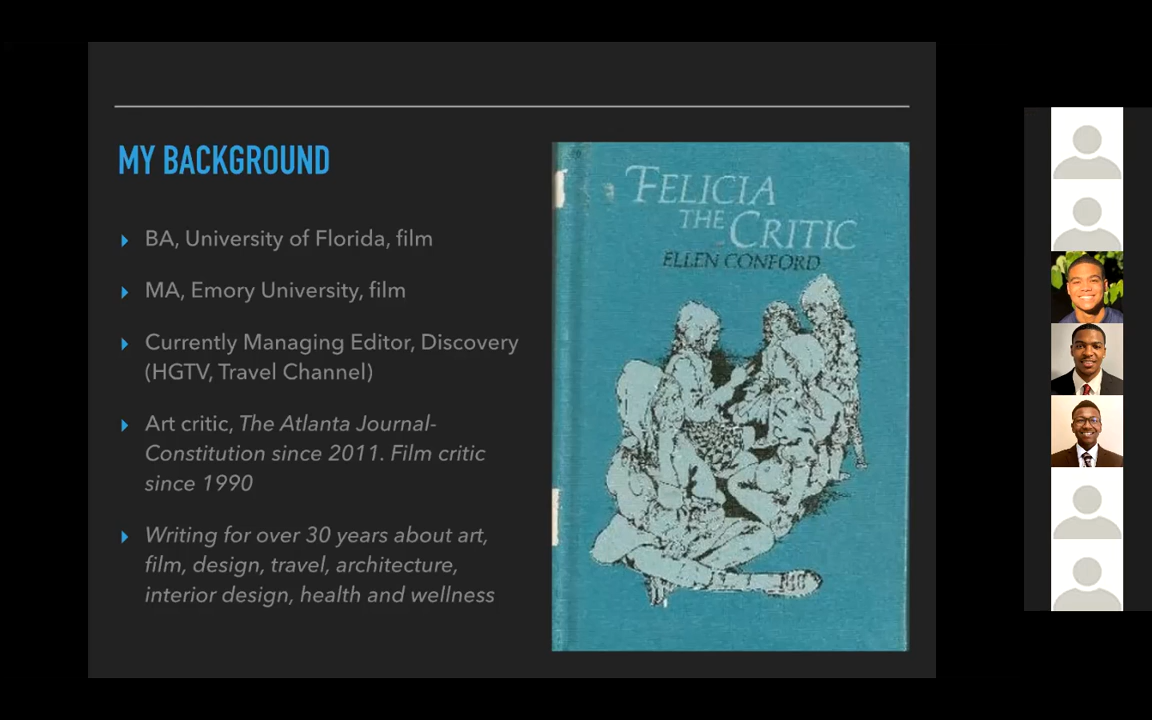 MY BACKGROUND
BA, University of Florida, film
MA, Emory University, film
Currently Managing Editor, Discovery
(HGTV, Travel Channel)
Art critic, The Atlanta Journal-
Constitution since 2011. Film critic
since 1990
Writing for over 30 years about art,
film, design, travel, architecture,
interior design, health and wellness
FELICIA
THE CRITIC
ELLEN CONFORD